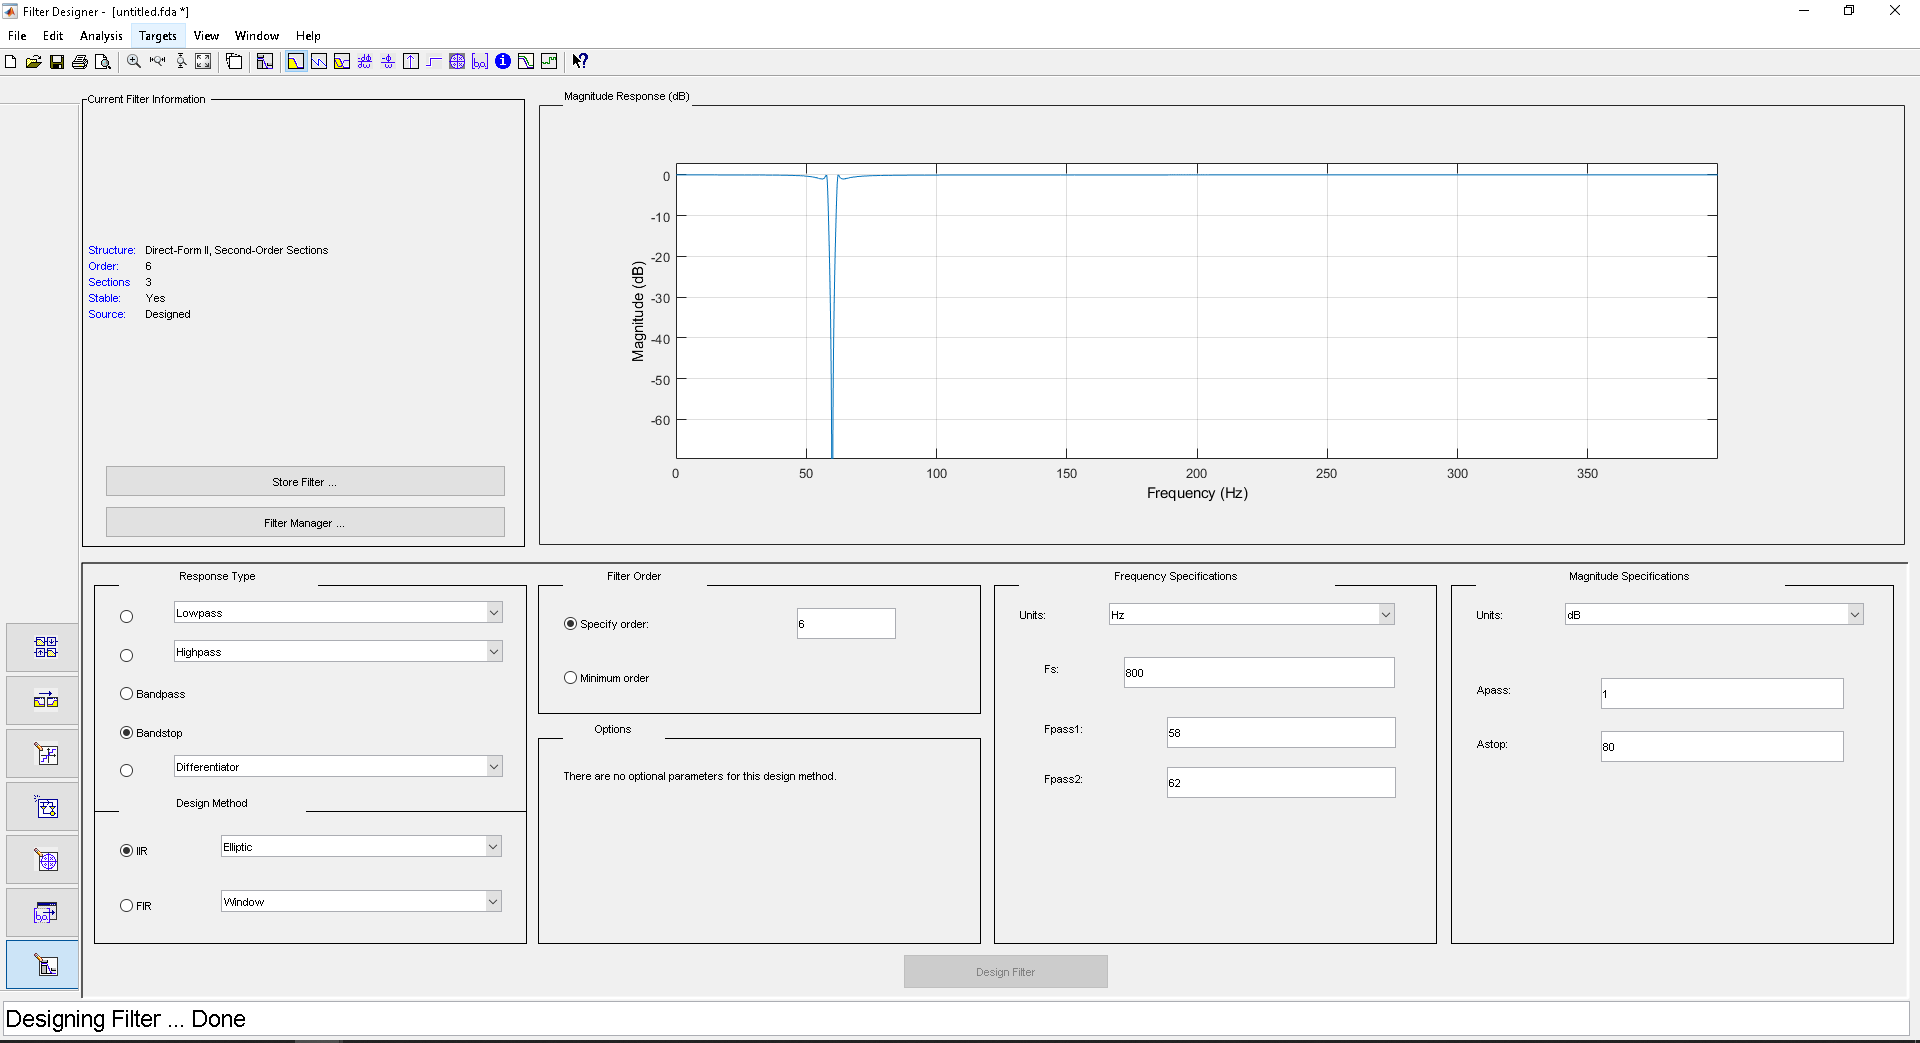 Filter Designer - [untitled.fda *]
File Edit Analysis Targets View Window Help
Current Filter Information
Structure: Direct-Form II, Second-Order Sections
Order: 6
Sections 3
Stable: Yes
Source: Designed
Store Filter ...
Filter Manager ...
Magnitude Response (dB)
0
-10
-20
-30
-40
-50
-60
Magnitude (dB)
0 50 100 150 200 250 300 350
Frequency (Hz)
Response Type
Lowpass
Highpass
Bandpass
Bandstop
Differentiator
Design Method
IIR Elliptic
FIR Window
Filter Order
Specify order: 6
Minimum order
Options
There are no optional parameters for this design method.
Frequency Specifications
Units: Hz
Fs: 800
Fpass1: 58
Fpass2: 62
Magnitude Specifications
Units: dB
Apass: 1
Astop: 80
Design Filter
Designing Filter ... Done